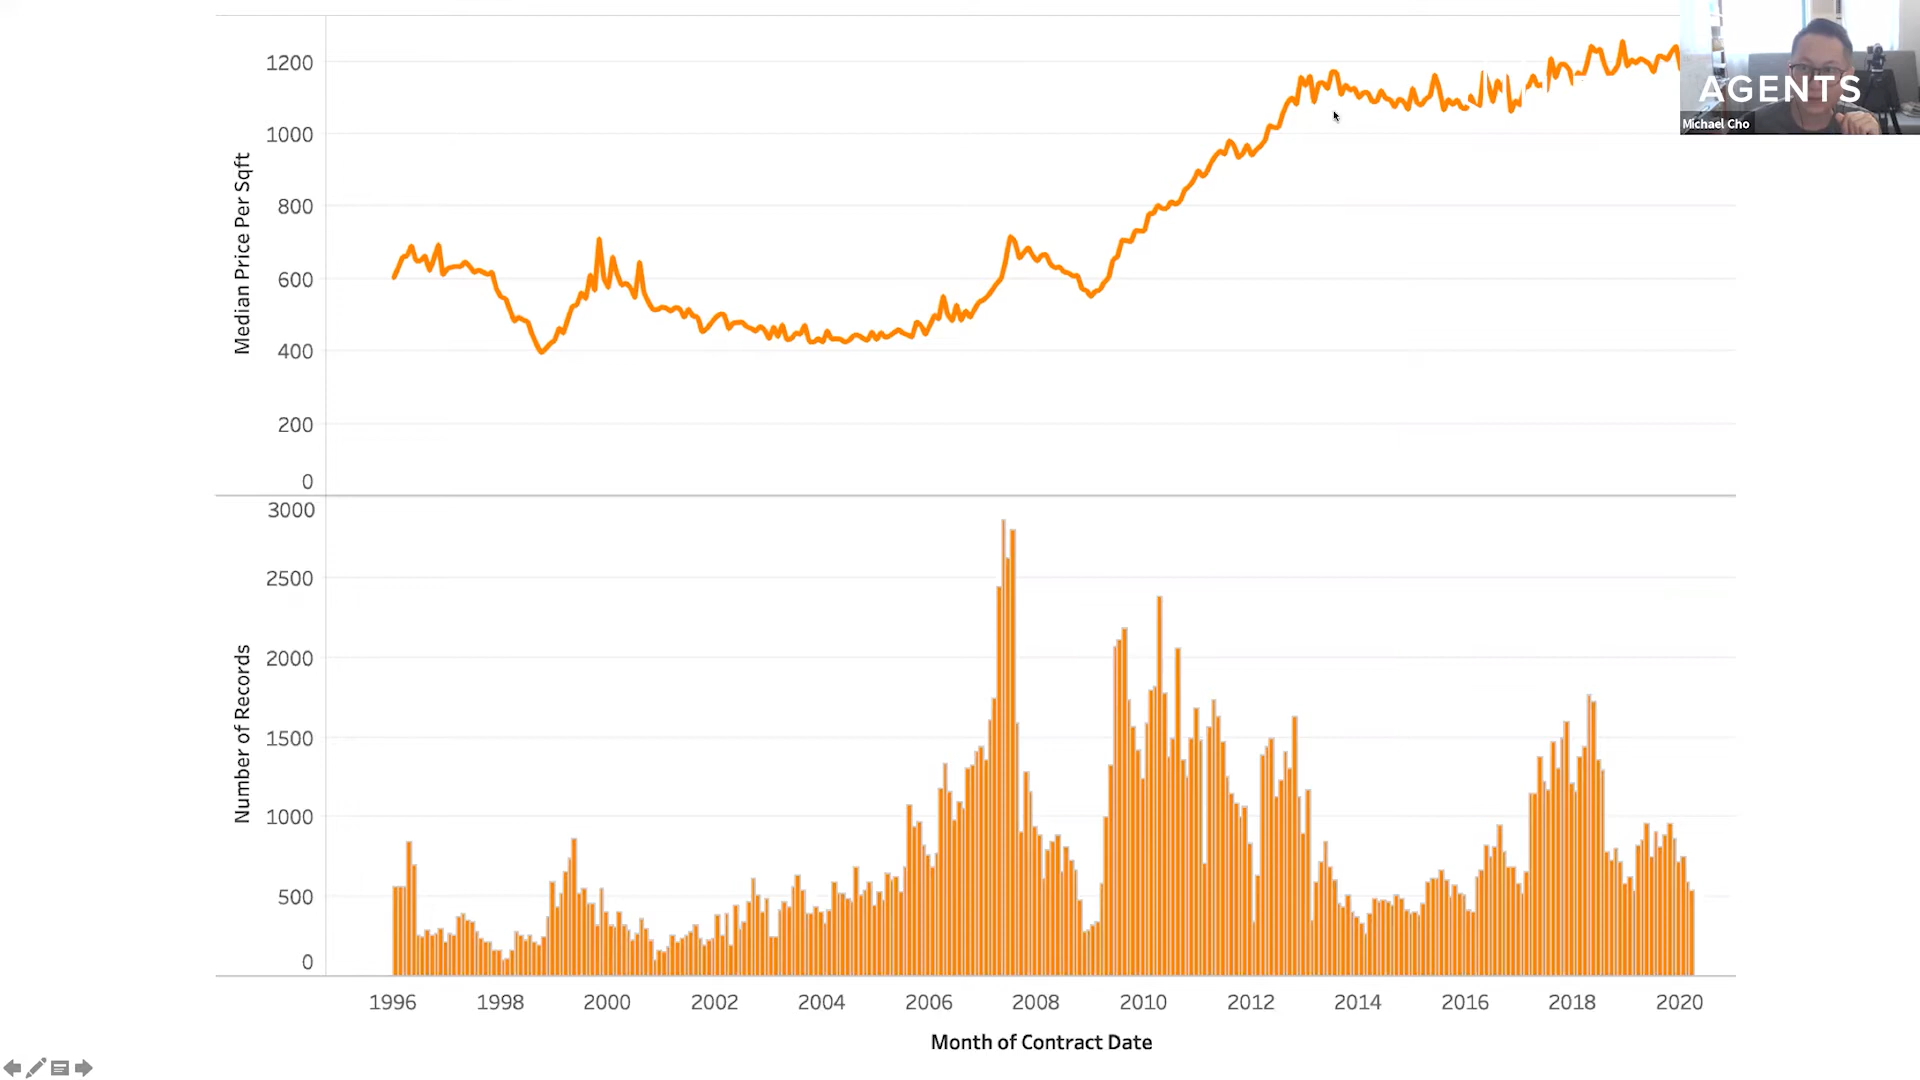 1200
1000
800
600
400
200
0
Median Price Per Sqft
AGENTS
Michael Cho
3000
2500
2000
1500
1000
500
0
Number of Records
1996 1998 2000 2002 2004 2006 2008 2010 2012 2014 2016 2018 2020
Month of Contract Date